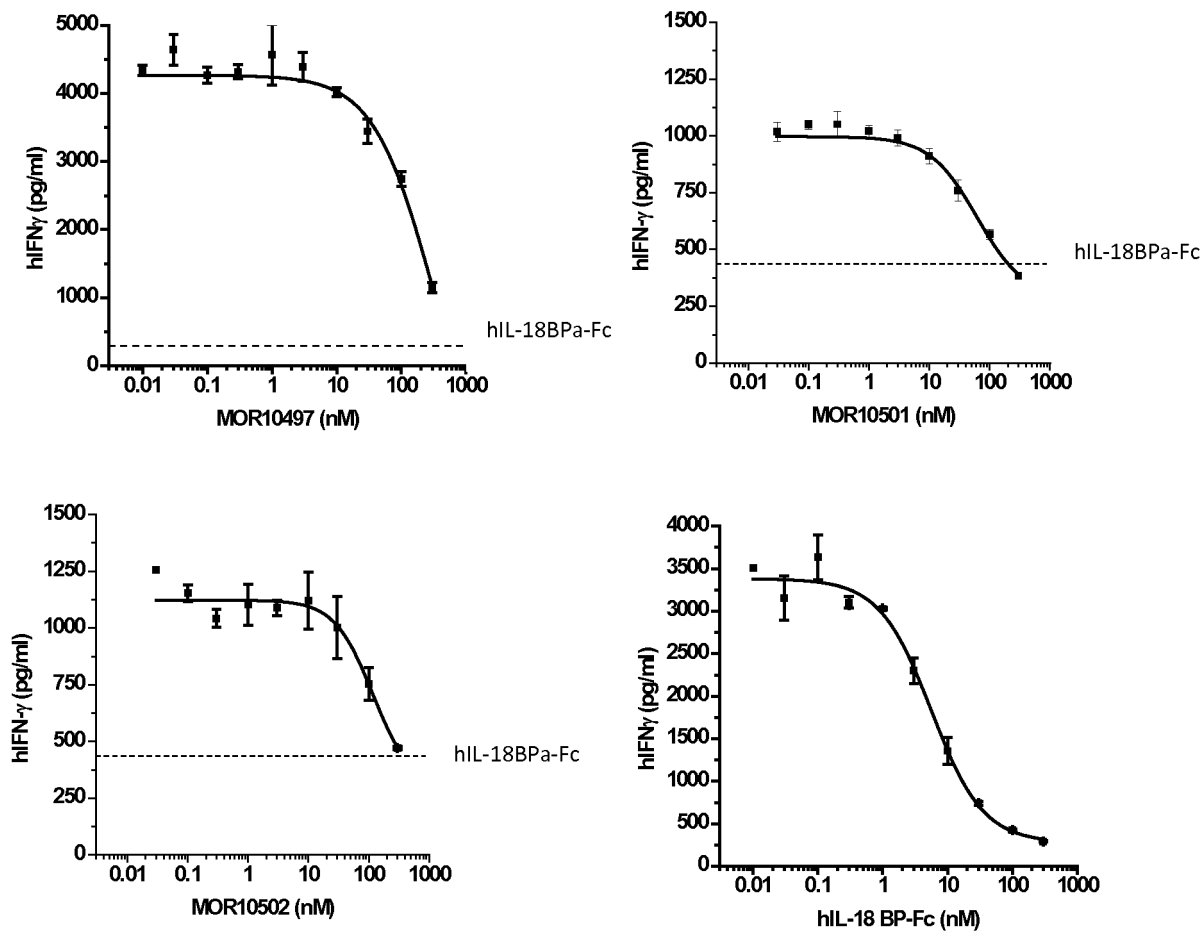 5000
4000
3000
2000
1000
0
hIFNγ (pg/ml)
hIL-18BPa-Fc
0.01 0.1 1 10 100 1000
MOR10497 (nM)
1500
1250
1000
750
500
250
0
hIFN-γ (pg/ml)
hIL-18BPa-Fc
0.01 0.1 1 10 100 1000
MOR10501 (nM)
1500
1250
1000
750
500
250
0
hIFN-γ (pg/ml)
hIL-18BPa-Fc
0.01 0.1 1 10 100 1000
MOR10502 (nM)
4000
3500
3000
2500
2000
1500
1000
500
0
hIFNγ (pg/ml)
0.01 0.1 1 10 100 1000
hIL-18 BP-Fc (nM)